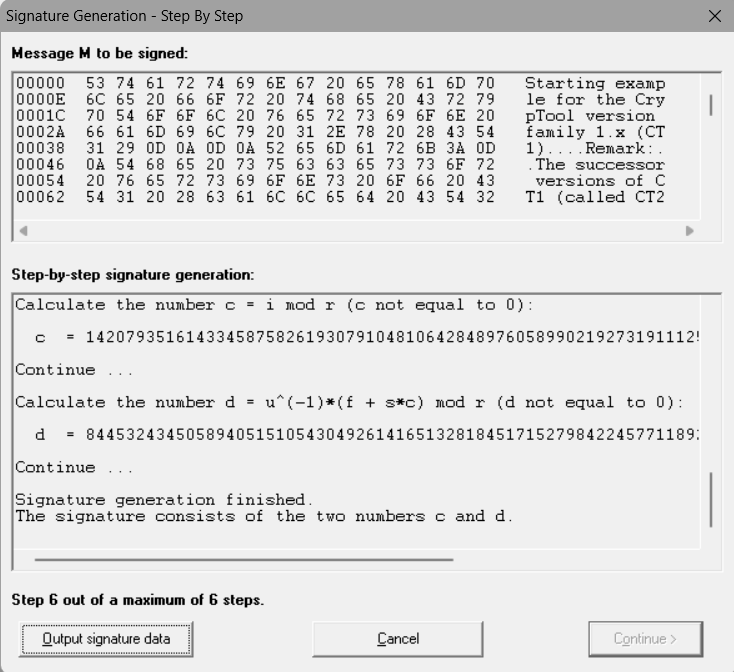 Signature Generation - Step By Step
Message M to be signed:
00000 53 74 61 72 74 69 6E 67 20 65 78 61 6D 70 Starting examp
0000E 6C 65 20 66 6F 72 20 74 68 65 20 43 72 79 le for the Cry
0001C 70 54 6F 6F 6C 20 76 65 72 73 69 6F 6E 20 pTool version
0002A 66 61 6D 69 6C 79 20 31 2E 78 20 28 43 54 family 1.x (CT
00038 31 29 0D 0A 0D 0A 52 65 6D 61 72 6B 3A 0D 1)....Remark:.
00046 0A 54 68 65 20 73 75 63 63 65 73 73 6F 72 .The successor
00054 20 76 65 72 73 69 6F 6E 73 20 6F 66 20 43 versions of C
00062 54 31 20 28 63 61 6C 6C 65 64 20 43 54 32 T1 (called CT2
Step-by-step signature generation:
Calculate the number c = i mod r (c not equal to 0):
c = 14207935161433458758261930791048106428489760589902192731911125
Continue ...
Calculate the number d = u^(-1)*(f + s*c) mod r (d not equal to 0):
d = 8445324345058940515105430492614165132818451715279842245771189
Continue ...
Signature generation finished.
The signature consists of the two numbers c and d.
Step 6 out of a maximum of 6 steps.
Output signature data
Cancel
Continue >